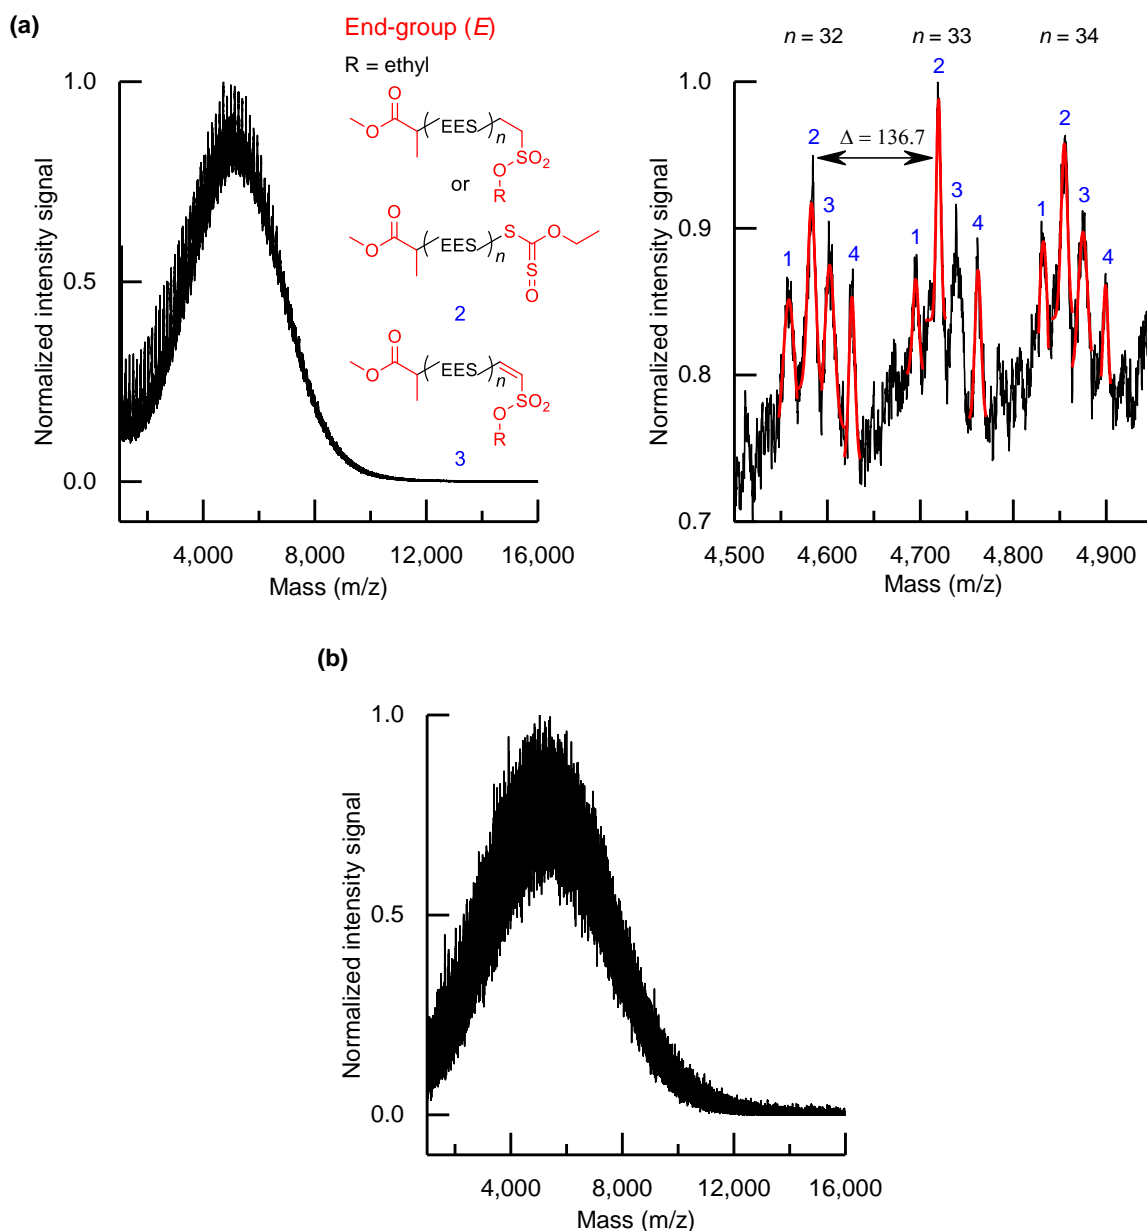 (a)
End-group (E)
R = ethyl
O
O
EES
n
SO2
O
R
or
O
O
EES
n
S
O
S
O
2
O
O
EES
n
SO2
O
R
3
1.0
0.5
0.0
Normalized intensity signal
4,000 8,000 12,000 16,000
Mass (m/z)
n = 32 n = 33 n = 34
1 2 3 4 1 2 3 4 1 2 3 4
Δ = 136.7
1.0
0.9
0.8
0.7
Normalized intensity signal
4,500 4,600 4,700 4,800 4,900
Mass (m/z)
(b)
1.0
0.5
0.0
Normalized intensity signal
4,000 8,000 12,000 16,000
Mass (m/z)